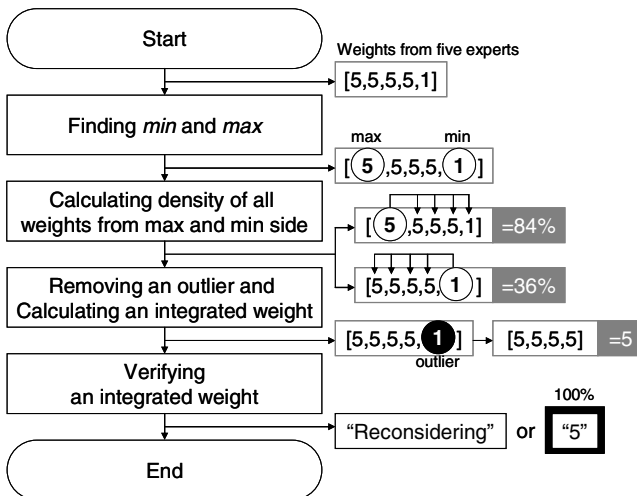 Start
Weights from five experts
[5,5,5,5,1]
Finding min and max
max
min
[5,5,5,5,1]
Calculating density of all
weights from max and min side
[5,5,5,5,1] =84%
[5,5,5,5,1] =36%
Removing an outlier and
Calculating an integrated weight
[5,5,5,5,1]
outlier
[5,5,5,5] =5
Verifying
an integrated weight
100%
“Reconsidering” or “5”
End